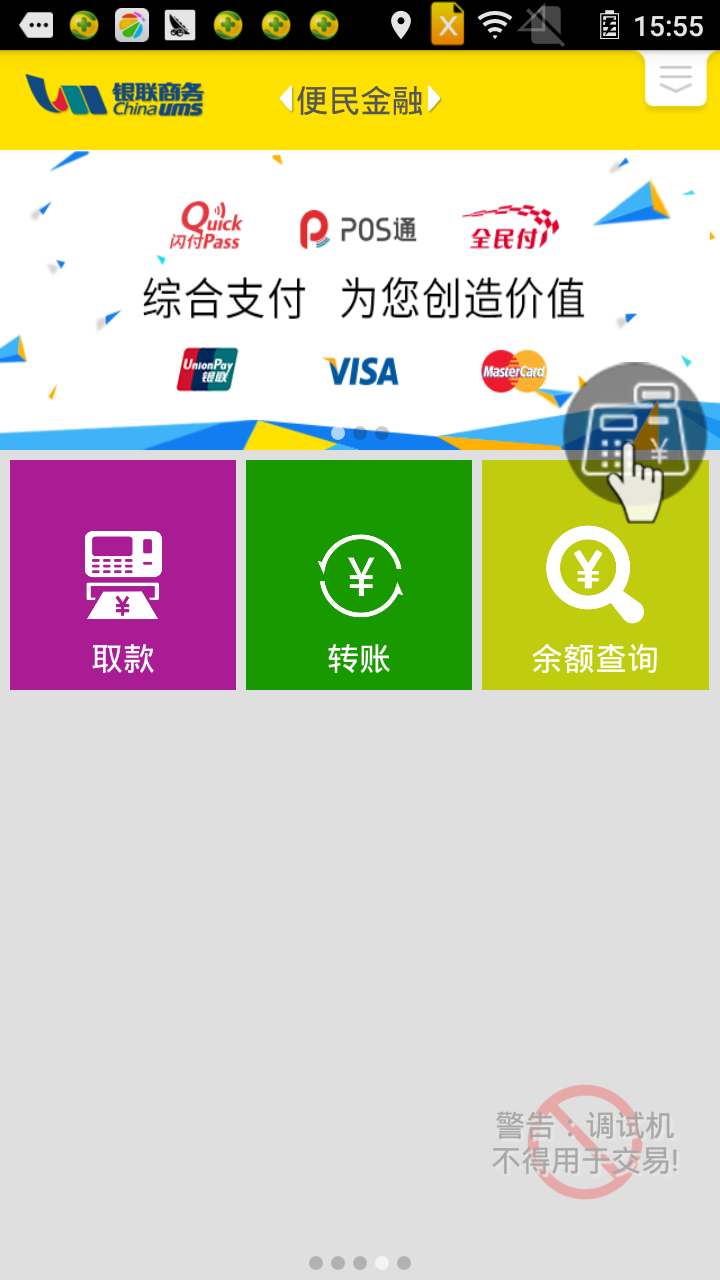 15:55
银联商务
China ums
便民金融
Quick
闪付Pass
POS通
全民付
综合支付 为您创造价值
UnionPay
银联
VISA
MasterCard
¥
¥
¥
¥
取款
转账
余额查询
警告：调试机
不得用于交易!